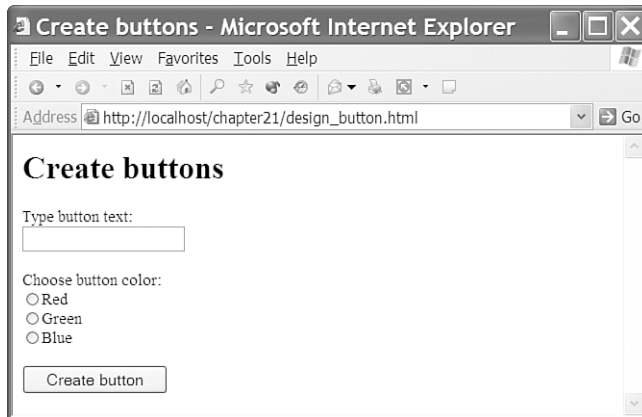 Create buttons - Microsoft Internet Explorer
File Edit View Favorites Tools Help
Address http://localhost/chapter21/design_button.html Go
Create buttons
Type button text:
Choose button color:
Red
Green
Blue
Create button